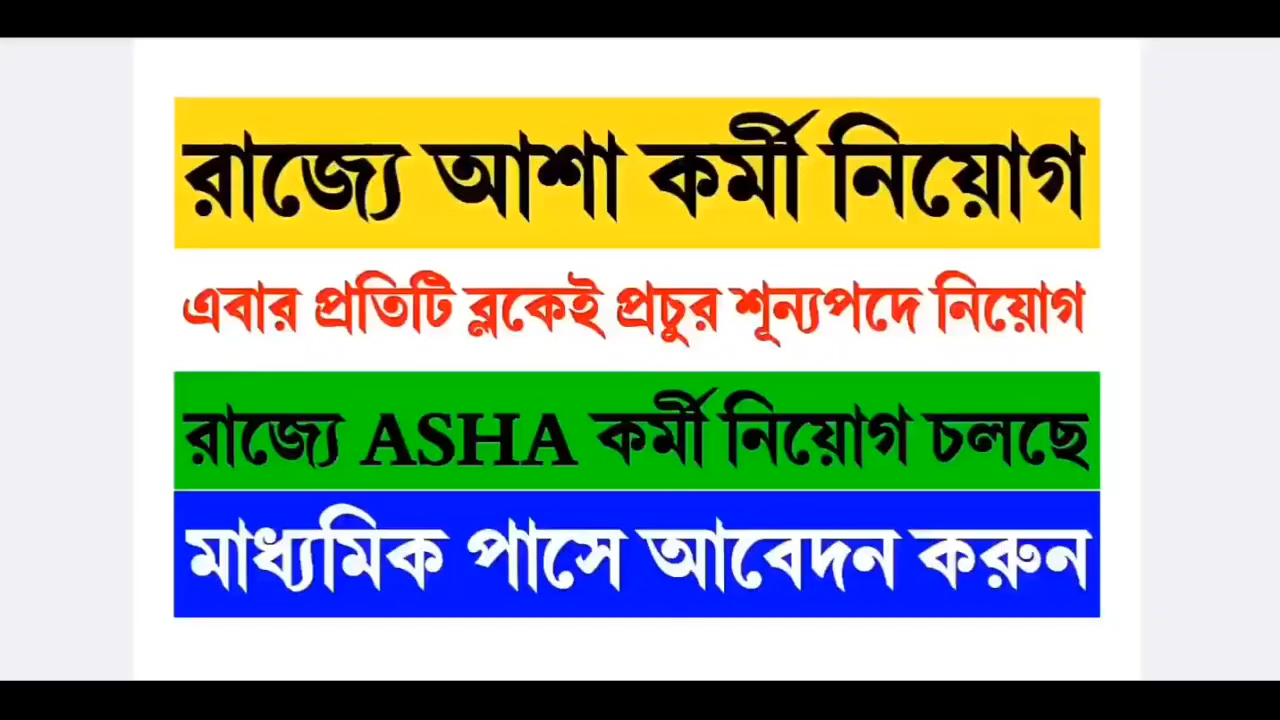 রাজ্যে আশা কর্মী নিয়োগ
এবার প্রতিটি ব্লকেই প্রচুর শূন্যপদে নিয়োগ
রাজ্যে ASHA কর্মী নিয়োগ চলছে
মাধ্যমিক পাসে আবেদন করুন